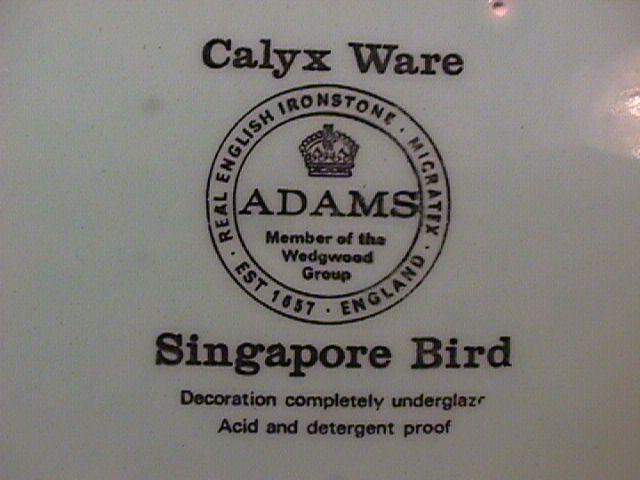 Calyx Ware
REAL ENGLISH IRONSTONE · MICRATEX ·
ADAMS
Member of the
Wedgwood
Group
· EST 1657 · ENGLAND ·
Singapore Bird
Decoration completely underglaze
Acid and detergent proof